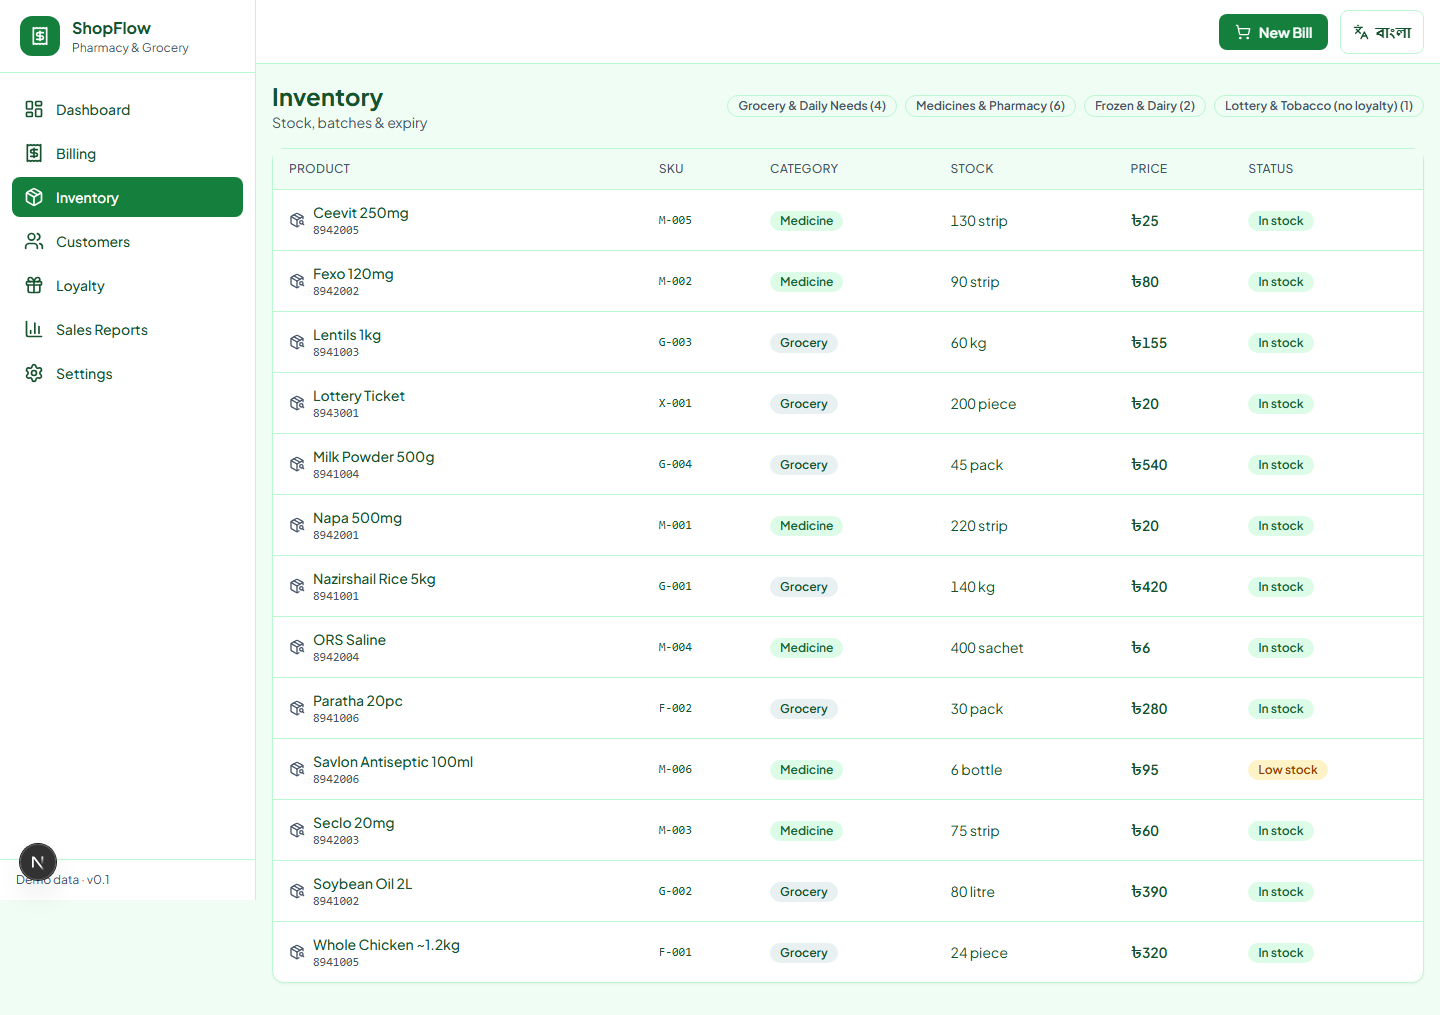 ShopFlow
Pharmacy & Grocery
New Bill
বাংলা
Dashboard
Billing
Inventory
Customers
Loyalty
Sales Reports
Settings
Demo data · v0.1
N
Inventory
Stock, batches & expiry
Grocery & Daily Needs (4)
Medicines & Pharmacy (6)
Frozen & Dairy (2)
Lottery & Tobacco (no loyalty) (1)
PRODUCT SKU CATEGORY STOCK PRICE STATUS
Ceevit 250mg M-005 Medicine 130 strip ৳25 In stock
8942005
Fexo 120mg M-002 Medicine 90 strip ৳80 In stock
8942002
Lentils 1kg G-003 Grocery 60 kg ৳155 In stock
8941003
Lottery Ticket X-001 Grocery 200 piece ৳20 In stock
8943001
Milk Powder 500g G-004 Grocery 45 pack ৳540 In stock
8941004
Napa 500mg M-001 Medicine 220 strip ৳20 In stock
8942001
Nazirshail Rice 5kg G-001 Grocery 140 kg ৳420 In stock
8941001
ORS Saline M-004 Medicine 400 sachet ৳6 In stock
8942004
Paratha 20pc F-002 Grocery 30 pack ৳280 In stock
8941006
Savlon Antiseptic 100ml M-006 Medicine 6 bottle ৳95 Low stock
8942006
Seclo 20mg M-003 Medicine 75 strip ৳60 In stock
8942003
Soybean Oil 2L G-002 Grocery 80 litre ৳390 In stock
8941002
Whole Chicken ~1.2kg F-001 Grocery 24 piece ৳320 In stock
8941005